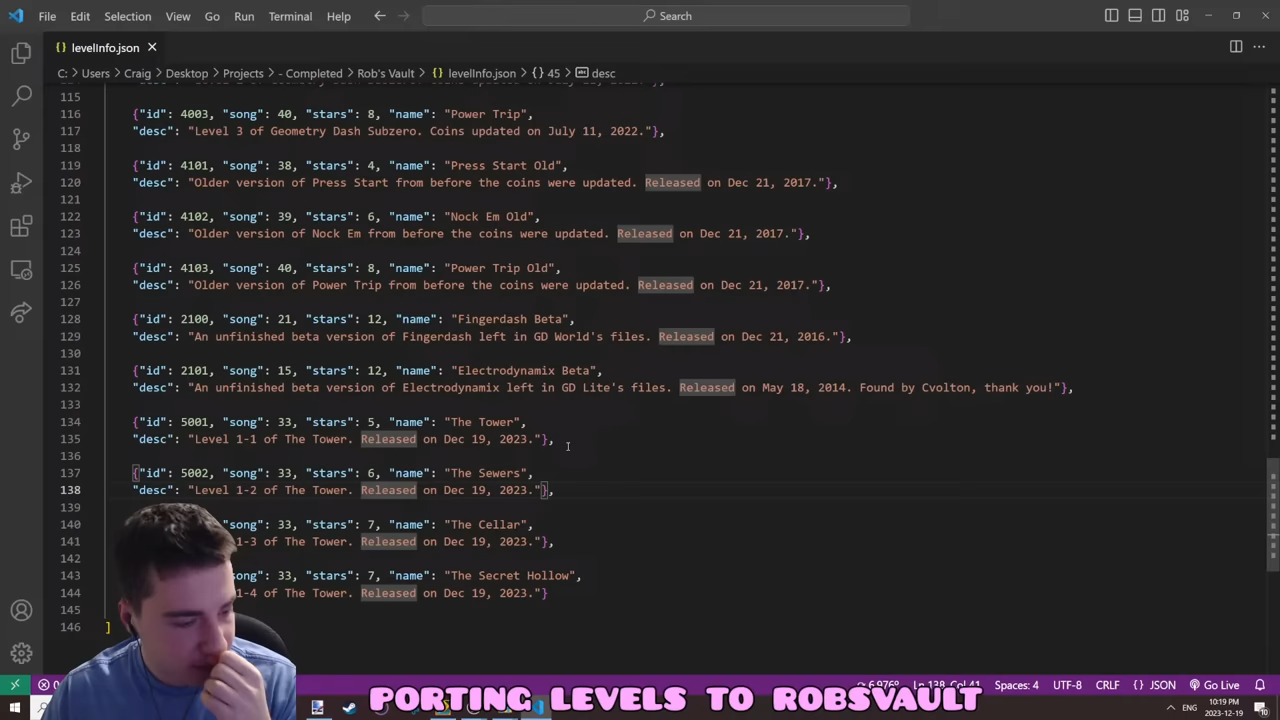 File Edit Selection View Go Run Terminal Help Search
levelInfo.json
C: > Users > Craig > Desktop > Projects > - Completed > Rob's Vault > levelInfo.json > 45 > desc
115
116 {"id": 4003, "song": 40, "stars": 8, "name": "Power Trip",
117 "desc": "Level 3 of Geometry Dash Subzero. Coins updated on July 11, 2022."},
118
119 {"id": 4101, "song": 38, "stars": 4, "name": "Press Start Old",
120 "desc": "Older version of Press Start from before the coins were updated. Released on Dec 21, 2017."},
121
122 {"id": 4102, "song": 39, "stars": 6, "name": "Nock Em Old",
123 "desc": "Older version of Nock Em from before the coins were updated. Released on Dec 21, 2017."},
124
125 {"id": 4103, "song": 40, "stars": 8, "name": "Power Trip Old",
126 "desc": "Older version of Power Trip from before the coins were updated. Released on Dec 21, 2017."},
127
128 {"id": 2100, "song": 21, "stars": 12, "name": "Fingerdash Beta",
129 "desc": "An unfinished beta version of Fingerdash left in GD World's files. Released on Dec 21, 2016."},
130
131 {"id": 2101, "song": 15, "stars": 12, "name": "Electrodynamix Beta",
132 "desc": "An unfinished beta version of Electrodynamix left in GD Lite's files. Released on May 18, 2014. Found by Cvolton, thank you!"},
133
134 {"id": 5001, "song": 33, "stars": 5, "name": "The Tower",
135 "desc": "Level 1-1 of The Tower. Released on Dec 19, 2023."},
136
137 {"id": 5002, "song": 33, "stars": 6, "name": "The Sewers",
138 "desc": "Level 1-2 of The Tower. Released on Dec 19, 2023."},
139
140 "song": 33, "stars": 7, "name": "The Cellar",
141 1-3 of The Tower. Released on Dec 19, 2023."},
142
143 "song": 33, "stars": 7, "name": "The Secret Hollow",
144 1-4 of The Tower. Released on Dec 19, 2023."}
145
146 ]
Ln 138, Col 41 Spaces: 4 UTF-8 CRLF {} JSON Go Live
PORTING LEVELS TO ROBSVAULT
ENG 10:19 PM
2023-12-19